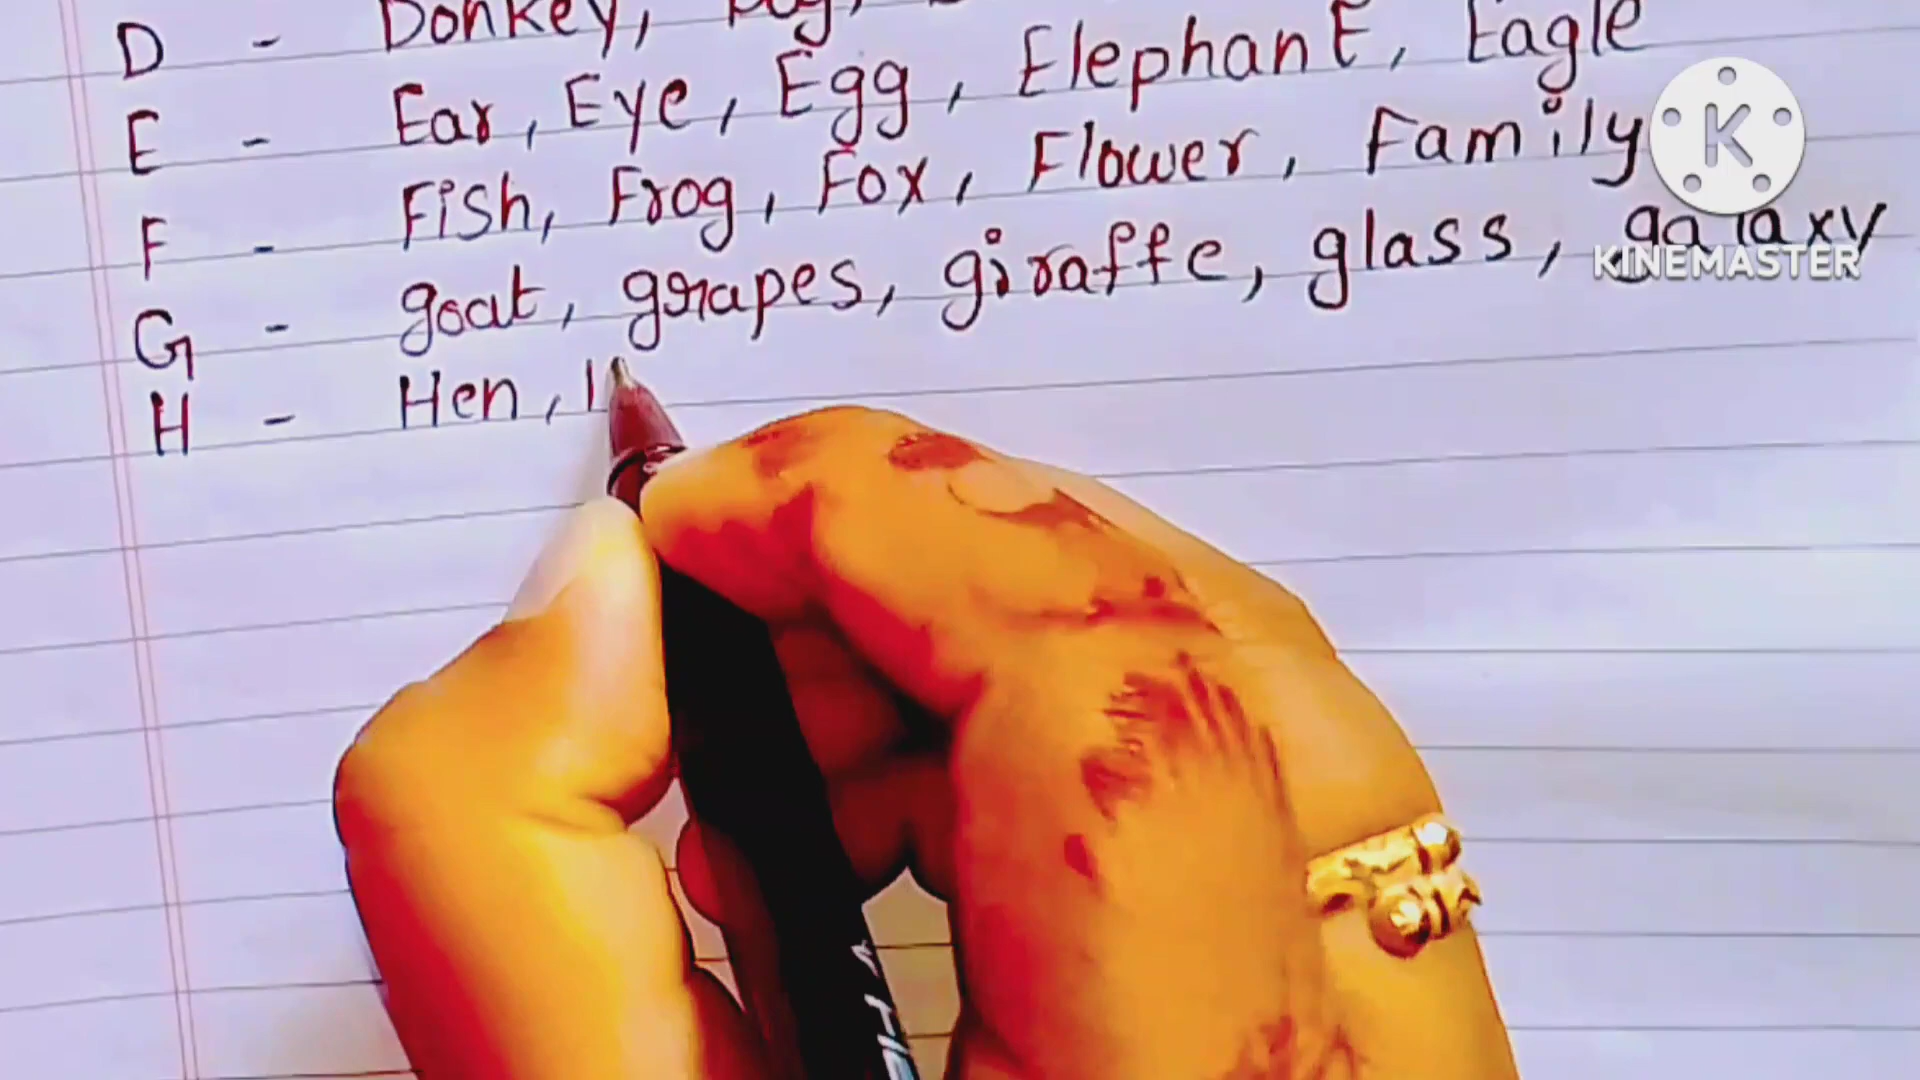 D - Donkey,
E - Ear, Eye, Egg, Elephant, Eagle
F - Fish, Frog, Fox, Flower, Family
G - goat, grapes, giraffe, glass, galaxy
H - Hen,
K
KINEMASTER